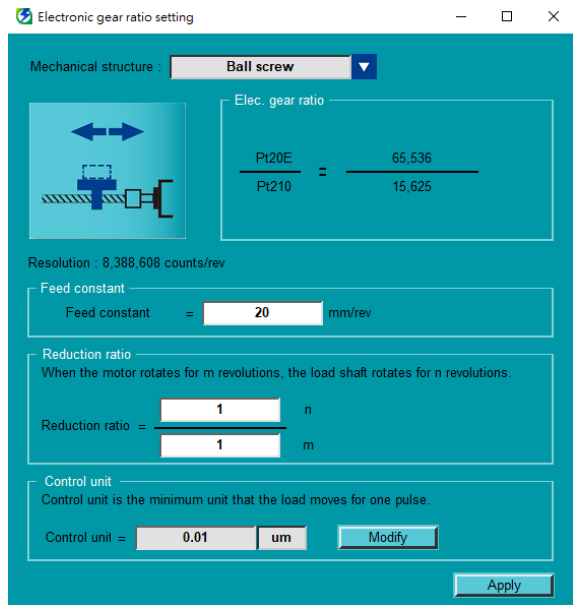 Electronic gear ratio setting
Mechanical structure : Ball screw
Elec. gear ratio
Pt20E = 65,536
Pt210 15,625
Resolution : 8,388,608 counts/rev
Feed constant
Feed constant = 20 mm/rev
Reduction ratio
When the motor rotates for m revolutions, the load shaft rotates for n revolutions.
1 n
Reduction ratio =
1 m
Control unit
Control unit is the minimum unit that the load moves for one pulse.
Control unit = 0.01 um Modify
Apply